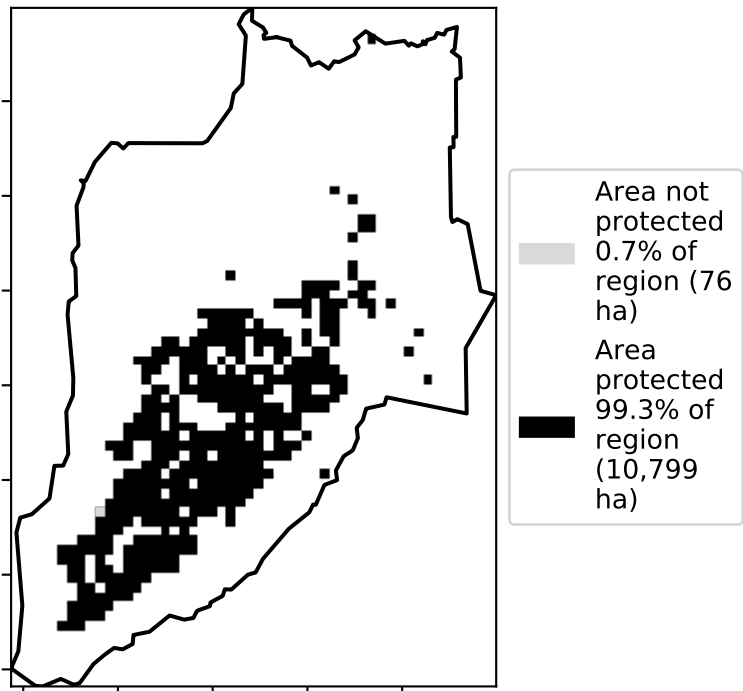 Area not
protected
0.7% of
region (76
ha)
Area
protected
99.3% of
region
(10,799
ha)